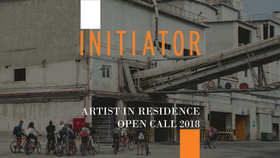 INITIATOR
ARTIST IN RESIDENCE
OPEN CALL 2018